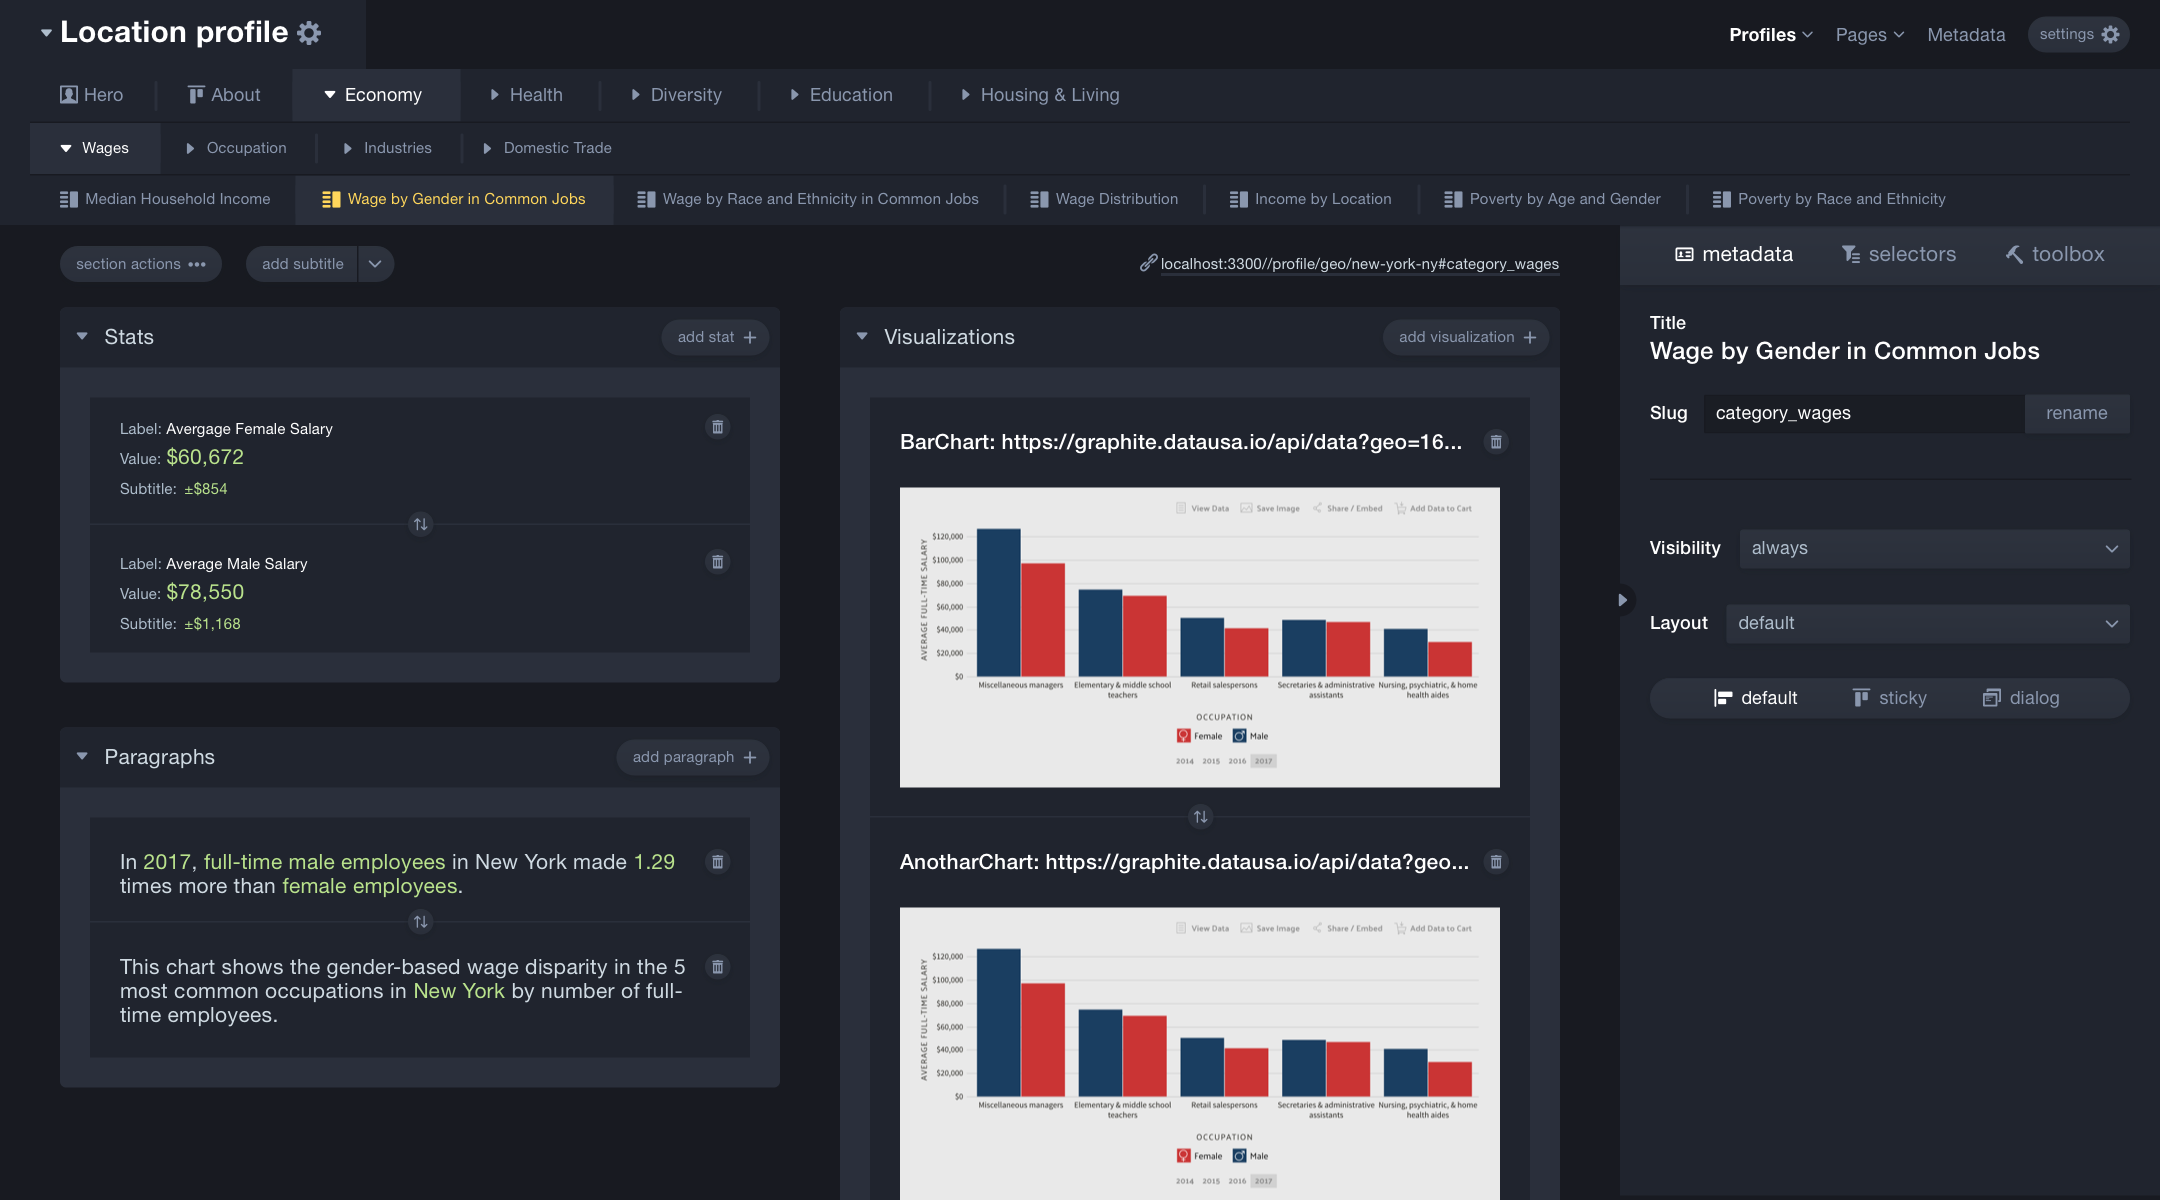 Location profile
Profiles
Pages
Metadata
settings
Hero
About
Economy
Health
Diversity
Education
Housing & Living
Wages
Occupation
Industries
Domestic Trade
Median Household Income
Wage by Gender in Common Jobs
Wage by Race and Ethnicity in Common Jobs
Wage Distribution
Income by Location
Poverty by Age and Gender
Poverty by Race and Ethnicity
section actions
add subtitle
localhost:3300//profile/geo/new-york-ny#category_wages
Stats
add stat
Label: Avergage Female Salary
Value: $60,672
Subtitle: ±$854
Label: Average Male Salary
Value: $78,550
Subtitle: ±$1,168
Paragraphs
add paragraph
In 2017, full-time male employees in New York made 1.29
times more than female employees.
This chart shows the gender-based wage disparity in the 5
most common occupations in New York by number of full-
time employees.
Visualizations
add visualization
BarChart: https://graphite.datausa.io/api/data?geo=16...
View Data
Save Image
Share / Embed
Add Data to Cart
AVERAGE FULL-TIME SALARY
$120,000
$100,000
$80,000
$60,000
$40,000
$20,000
$0
Miscellaneous managers
Elementary & middle school
teachers
Retail salespersons
Secretaries & administrative
assistants
Nursing, psychiatric, & home
health aides
OCCUPATION
Female
Male
2014 2015 2016 2017
AnotharChart: https://graphite.datausa.io/api/data?geo...
View Data
Save Image
Share / Embed
Add Data to Cart
AVERAGE FULL-TIME SALARY
$120,000
$100,000
$80,000
$60,000
$40,000
$20,000
$0
Miscellaneous managers
Elementary & middle school
teachers
Retail salespersons
Secretaries & administrative
assistants
Nursing, psychiatric, & home
health aides
OCCUPATION
Female
Male
2014 2015 2016 2017
metadata
selectors
toolbox
Title
Wage by Gender in Common Jobs
Slug
category_wages
rename
Visibility
always
Layout
default
default
sticky
dialog